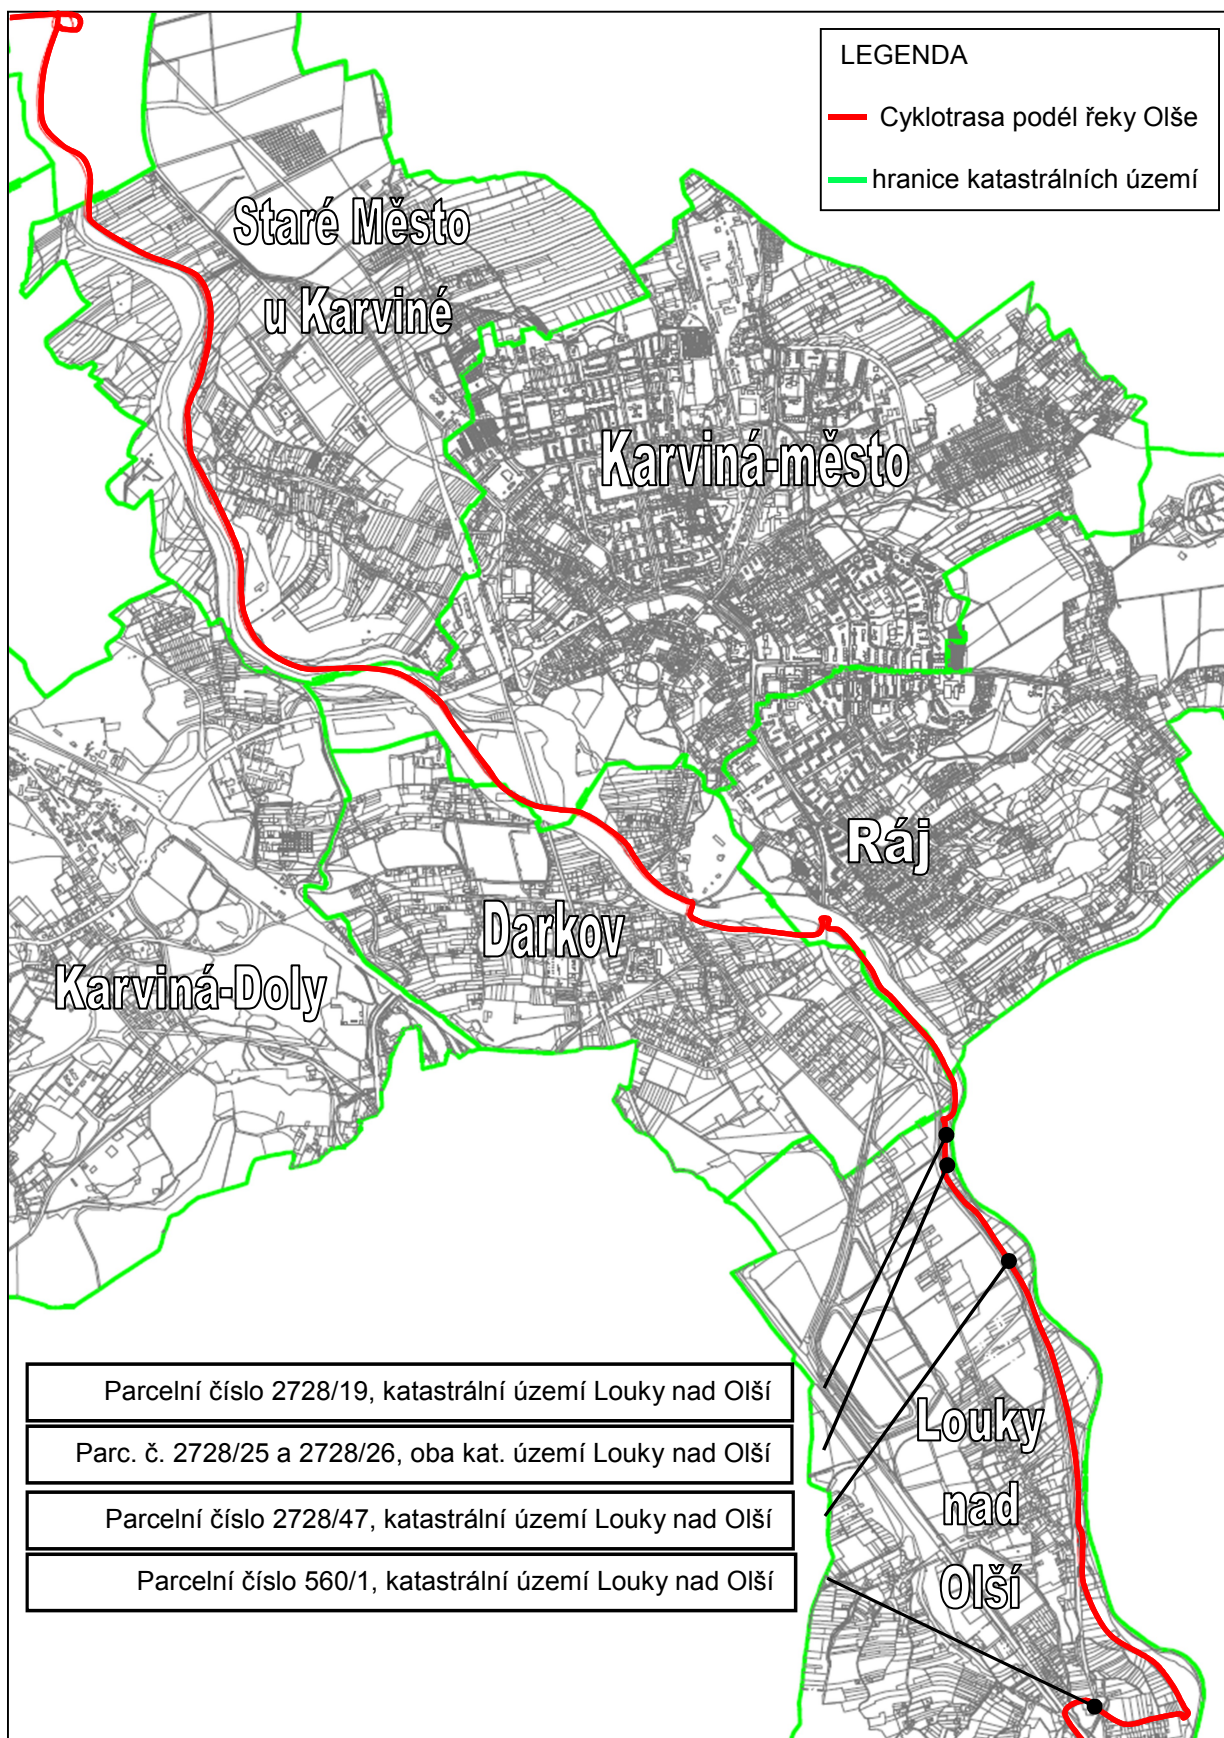 LEGENDA
Cyklotrasa podél řeky Olše
hranice katastrálních území
Staré Město
u Karviné
Karviná-město
Ráj
Darkov
Karviná-Doly
Parcelní číslo 2728/19, katastrální území Louky nad Olší
Parc. č. 2728/25 a 2728/26, oba kat. území Louky nad Olší
Parcelní číslo 2728/47, katastrální území Louky nad Olší
Parcelní číslo 560/1, katastrální území Louky nad Olší
Louky
nad
Olší